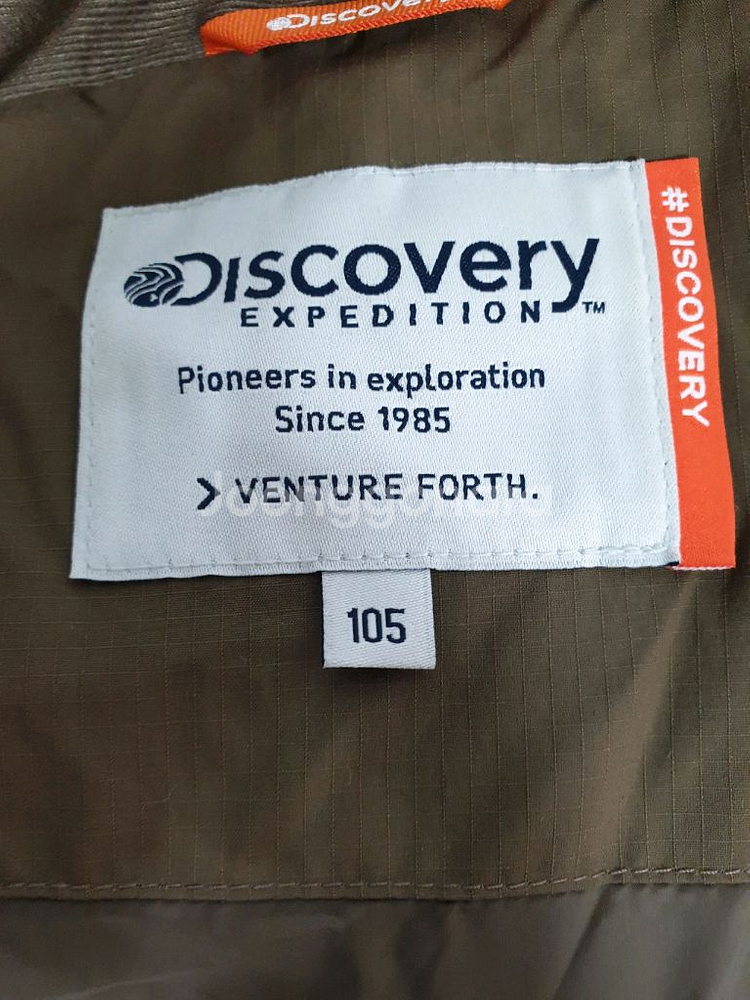 DISCOVERY
DISCOVERY
EXPEDITION™
Pioneers in exploration
Since 1985
> VENTURE FORTH.
#DISCOVERY
105